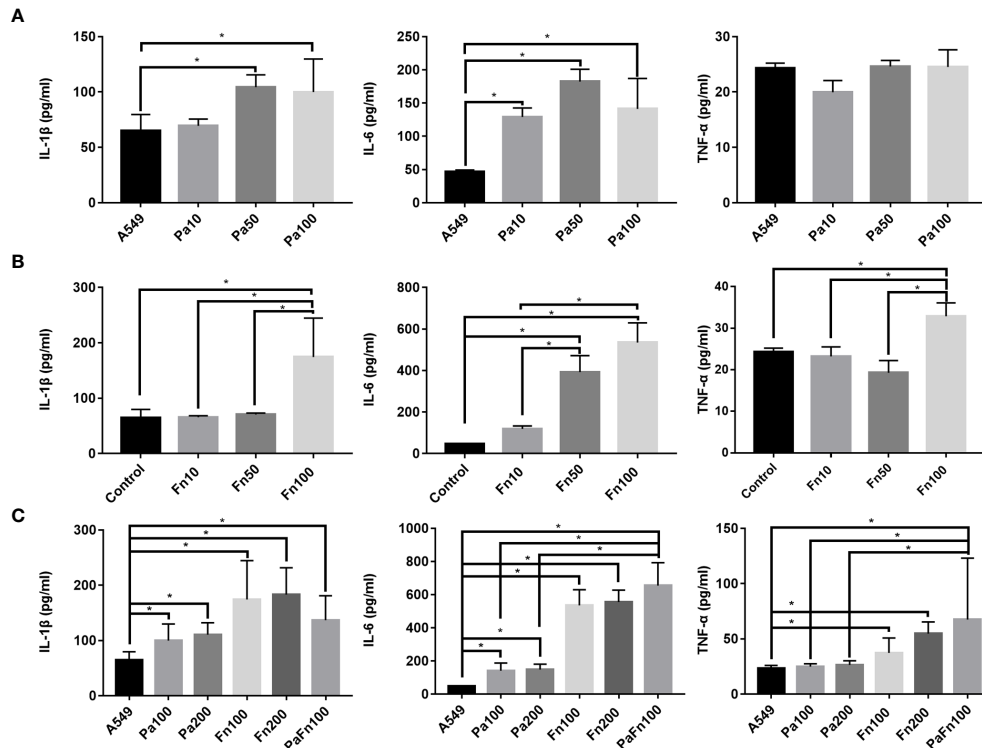 A
IL-1β (pg/ml)
150
100
50
0
*
*
A549
Pa10
Pa50
Pa100
IL-6 (pg/ml)
250
200
150
100
50
0
*
*
*
A549
Pa10
Pa50
Pa100
TNF-α (pg/ml)
30
20
10
0
A549
Pa10
Pa50
Pa100
B
IL-1β (pg/ml)
300
200
100
0
*
*
*
Control
Fn10
Fn50
Fn100
IL-6 (pg/ml)
800
600
400
200
0
*
*
*
*
Control
Fn10
Fn50
Fn100
TNF-α (pg/ml)
40
30
20
10
0
*
*
*
Control
Fn10
Fn50
Fn100
C
IL-1β (pg/ml)
300
200
100
0
*
*
*
*
*
A549
Pa100
Pa200
Fn100
Fn200
PaFn100
IL-6 (pg/ml)
1000
800
600
400
200
0
*
*
*
*
*
*
*
A549
Pa100
Pa200
Fn100
Fn200
PaFn100
TNF-α (pg/ml)
150
100
50
0
*
*
*
*
*
A549
Pa100
Pa200
Fn100
Fn200
PaFn100